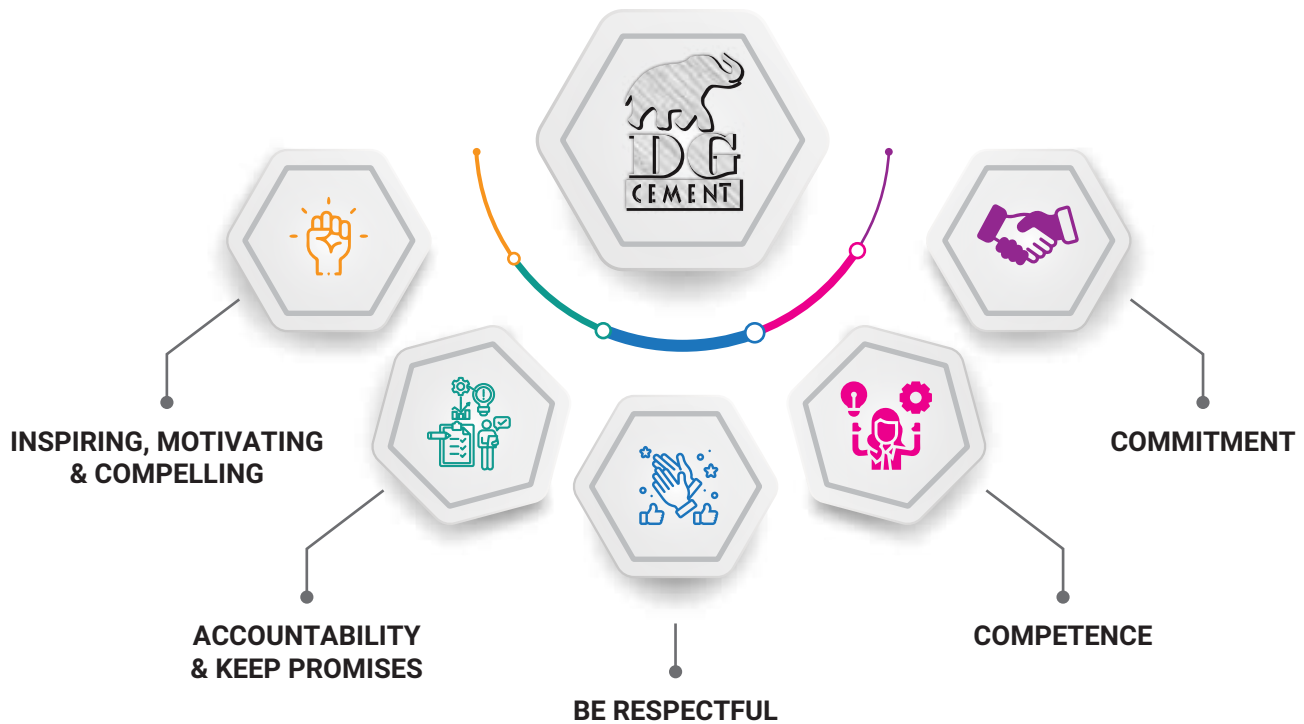 DG
CEMENT
INSPIRING, MOTIVATING
& COMPELLING
ACCOUNTABILITY
& KEEP PROMISES
BE RESPECTFUL
COMPETENCE
COMMITMENT